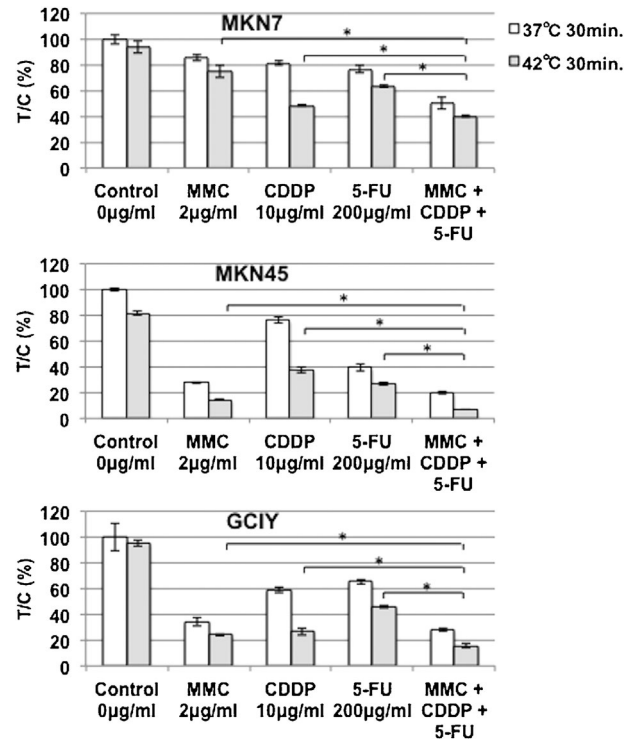 MKN7
37℃ 30min.
42℃ 30min.
T/C (%)
120
100
80
60
40
20
0
*
*
*
Control MMC CDDP 5-FU MMC +
0μg/ml 2μg/ml 10μg/ml 200μg/ml CDDP +
5-FU
MKN45
T/C (%)
120
100
80
60
40
20
0
*
*
*
Control MMC CDDP 5-FU MMC +
0μg/ml 2μg/ml 10μg/ml 200μg/ml CDDP +
5-FU
GCIY
T/C (%)
120
100
80
60
40
20
0
*
*
*
Control MMC CDDP 5-FU MMC +
0μg/ml 2μg/ml 10μg/ml 200μg/ml CDDP +
5-FU